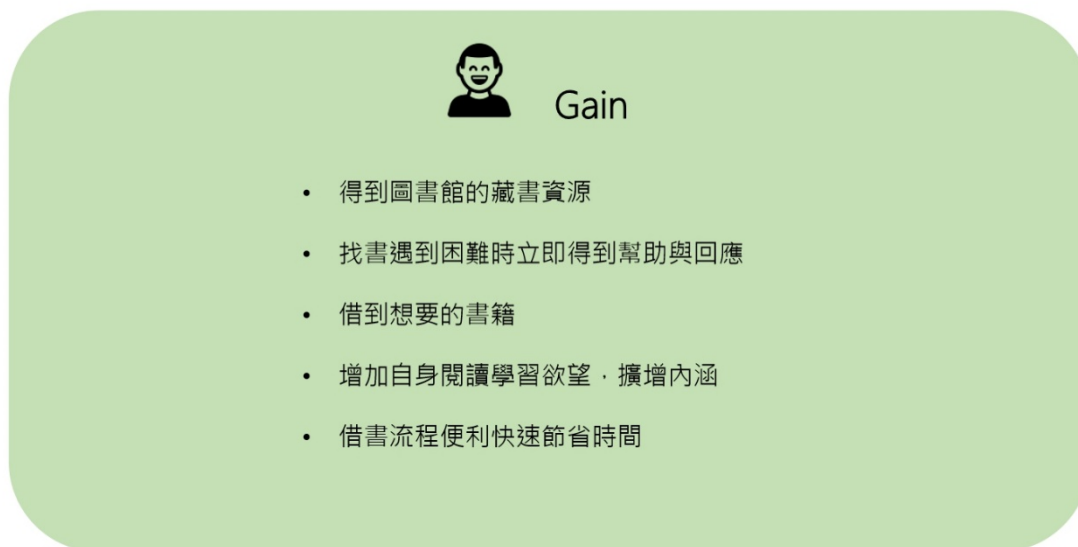 Gain
• 得到圖書館的藏書資源
• 找書遇到困難時立即得到幫助與回應
• 借到想要的書籍
• 增加自身閱讀學習欲望，擴增內涵
• 借書流程便利快速節省時間